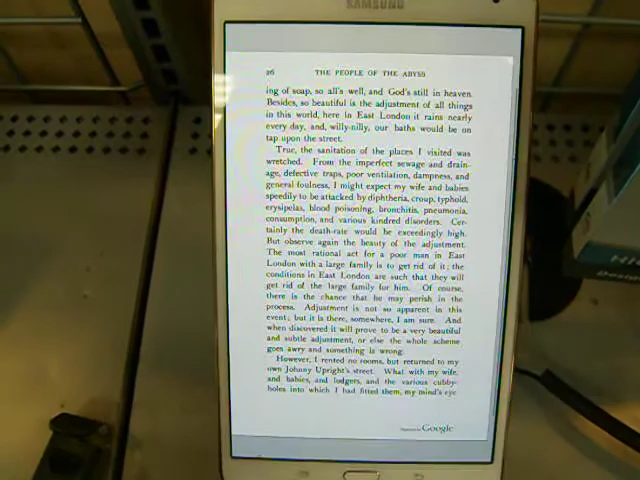 SAMSUNG
26 THE PEOPLE OF THE ABYSS
ing of soap, so all's well, and God's still in heaven.
Besides, so beautiful is the adjustment of all things
in this world, here in East London it rains nearly
every day, and, willy-nilly, our baths would be on
tap upon the street.
True, the sanitation of the places I visited was
wretched. From the imperfect sewage and drain-
age, defective traps, poor ventilation, dampness, and
general foulness, I might expect my wife and babies
speedily to be attacked by diphtheria, croup, typhoid,
erysipelas, blood poisoning, bronchitis, pneumonia,
consumption, and various kindred disorders. Cer-
tainly the death-rate would be exceedingly high.
But observe again the beauty of the adjustment.
The most rational act for a poor man in East
London with a large family is to get rid of it; the
conditions in East London are such that they will
get rid of the large family for him. Of course,
there is the chance that he may perish in the
process. Adjustment is not so apparent in this
event; but it is there, somewhere, I am sure. And
when discovered it will prove to be a very beautiful
and subtle adjustment, or else the whole scheme
goes awry and something is wrong.
However, I rented no rooms, but returned to my
own Johnny Upright's street. What with my wife,
and babies, and lodgers, and the various cubby-
holes into which I had fitted them, my mind's eye
Google